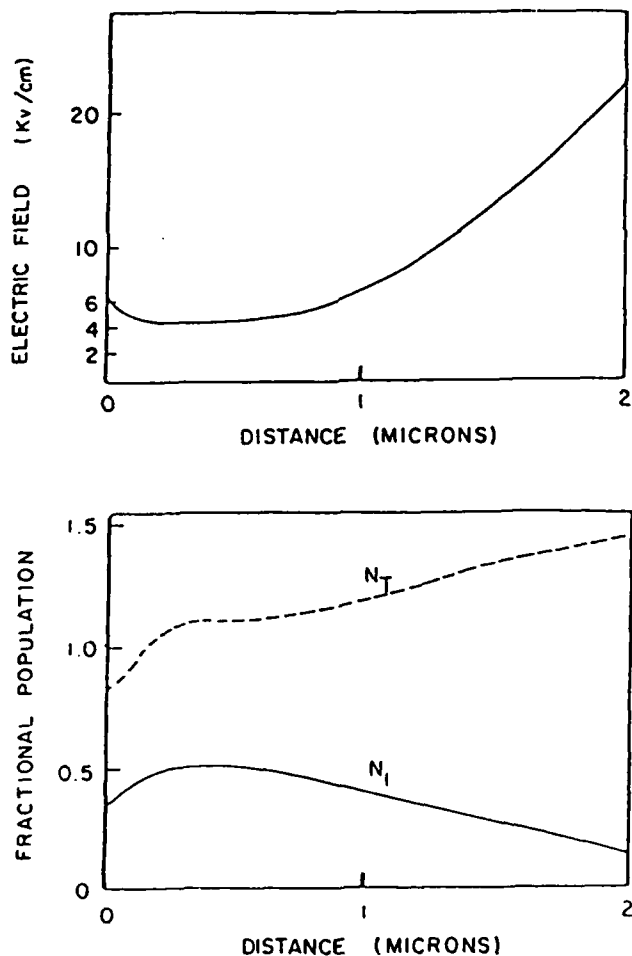 ELECTRIC FIELD (Kv/cm)
20
10
6
4
2
0
1
2
DISTANCE (MICRONS)
FRACTIONAL POPULATION
1.5
1.0
0.5
0
N_T
N_1
0
1
2
DISTANCE (MICRONS)